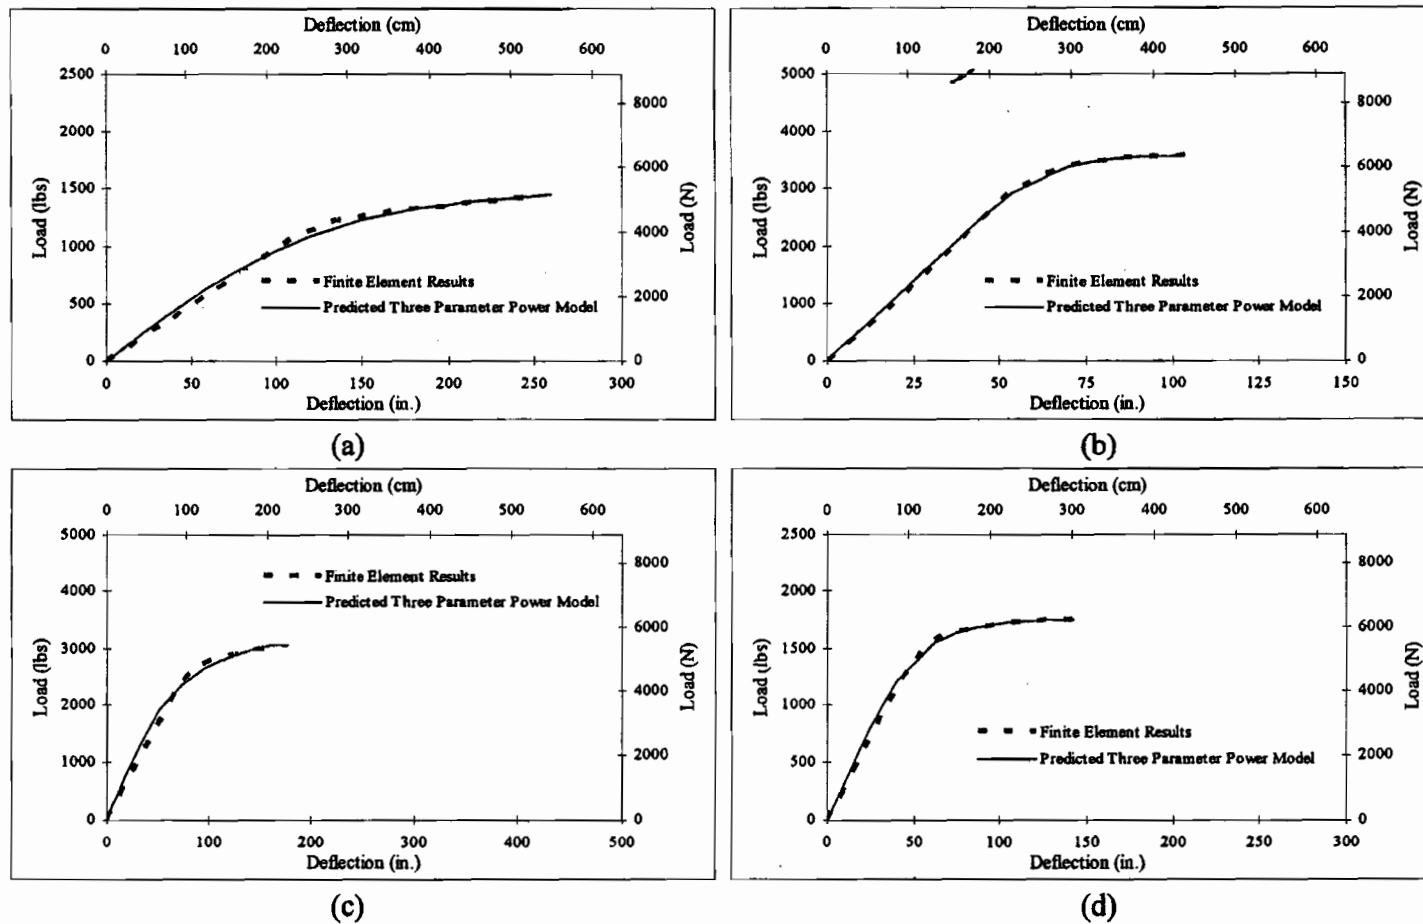 Deflection (cm)
0 100 200 300 400 500 600
2500
2000
1500
1000
500
0
Load (lbs)
8000
6000
4000
2000
0
Load (N)
Finite Element Results
Predicted Three Parameter Power Model
0 50 100 150 200 250 300
Deflection (in.)
(a)
Deflection (cm)
0 100 200 300 400 500 600
5000
4000
3000
2000
1000
0
Load (lbs)
8000
6000
4000
2000
0
Load (N)
Finite Element Results
Predicted Three Parameter Power Model
0 25 50 75 100 125 150
Deflection (in.)
(b)
Deflection (cm)
0 100 200 300 400 500 600
5000
4000
3000
2000
1000
0
Load (lbs)
8000
6000
4000
2000
0
Load (N)
Finite Element Results
Predicted Three Parameter Power Model
0 100 200 300 400 500
Deflection (in.)
(c)
Deflection (cm)
0 100 200 300 400 500 600
2500
2000
1500
1000
500
0
Load (lbs)
8000
6000
4000
2000
0
Load (N)
Finite Element Results
Predicted Three Parameter Power Model
0 50 100 150 200 250 300
Deflection (in.)
(d)